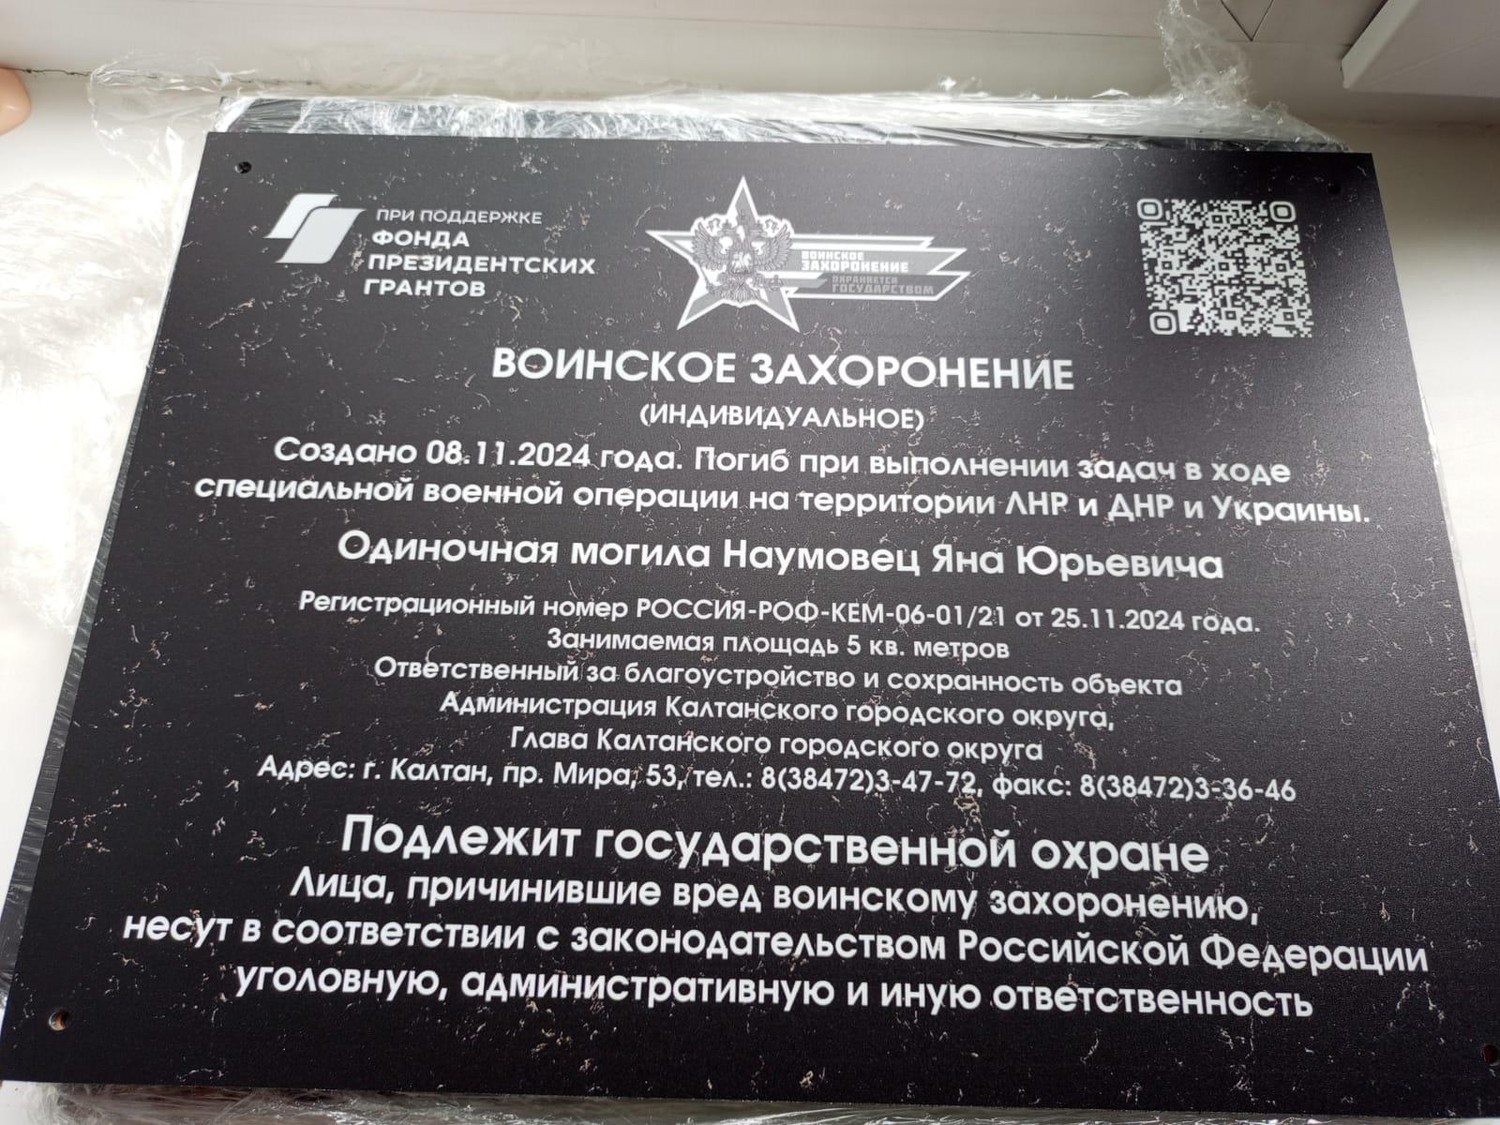 ПРИ ПОДДЕРЖКЕ
ФОНДА
ПРЕЗИДЕНТСКИХ
ГРАНТОВ
ВОИНСКОЕ
ЗАХОРОНЕНИЕ
ОХРАНЯЕТСЯ
ГОСУДАРСТВОМ
ВОИНСКОЕ ЗАХОРОНЕНИЕ
(ИНДИВИДУАЛЬНОЕ)
Создано 08.11.2024 года. Погиб при выполнении задач в ходе
специальной военной операции на территории ЛНР и ДНР и Украины.
Одиночная могила Наумовец Яна Юрьевича
Регистрационный номер РОССИЯ-РОФ-КЕМ-06-01/21 от 25.11.2024 года.
Занимаемая площадь 5 кв. метров
Ответственный за благоустройство и сохранность объекта
Администрация Калтанского городского округа,
Глава Калтанского городского округа
Адрес: г. Калтан, пр. Мира, 53, тел.: 8(38472)3-47-72, факс: 8(38472)3-36-46
Подлежит государственной охране
Лица, причинившие вред воинскому захоронению,
несут в соответствии с законодательством Российской Федерации
уголовную, административную и иную ответственность